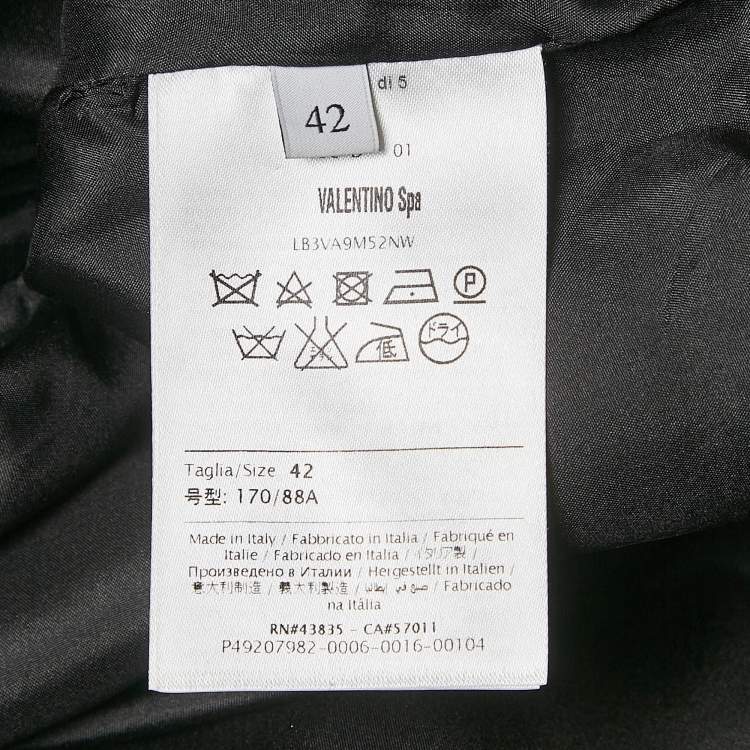 di 5
42
01
VALENTINO Spa
LB3VA9M52NW
P
低 ドライ
Taglia/Size 42
号型: 170/88A
Made in Italy / Fabbricato in Italia / Fabriqué en
Italie / Fabricado en Italia / イタリア製 /
Произведено в Италии / Hergestellt in Italien /
意大利制造 / 義大利製造 / صنع في إيطاليا / Fabricado
na Itália
RN#43835 - CA#57011
P49207982-0006-0016-00104